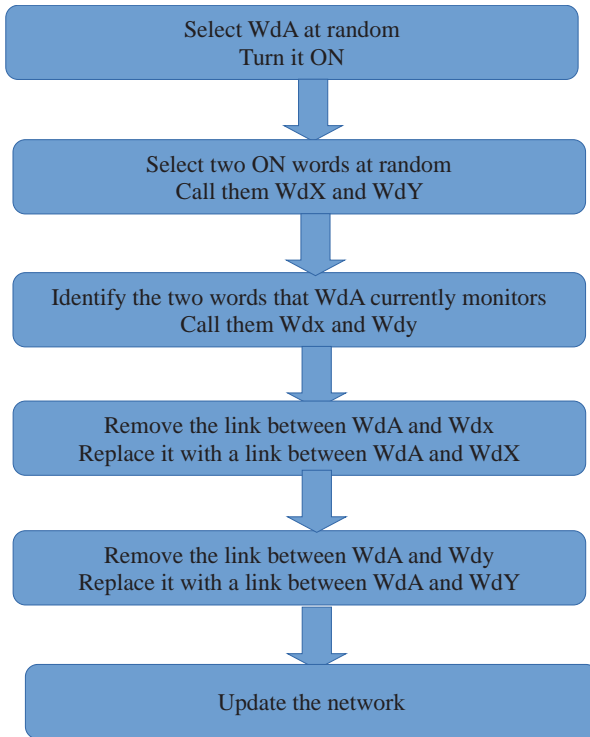 Select WdA at random
Turn it ON
Select two ON words at random
Call them WdX and WdY
Identify the two words that WdA currently monitors
Call them Wdx and Wdy
Remove the link between WdA and Wdx
Replace it with a link between WdA and WdX
Remove the link between WdA and Wdy
Replace it with a link between WdA and WdY
Update the network